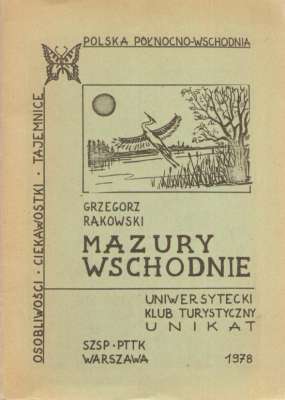 POLSKA PÓŁNOCNO-WSCHODNIA
OSOBLIWOŚCI · CIEKAWOSTKI · TAJEMNICE
GRZEGORZ
RĄKOWSKI
MAZURY
WSCHODNIE
UNIWERSYTECKI
KLUB TURYSTYCZNY
UNIKAT
SZSP · PTTK
WARSZAWA
1978